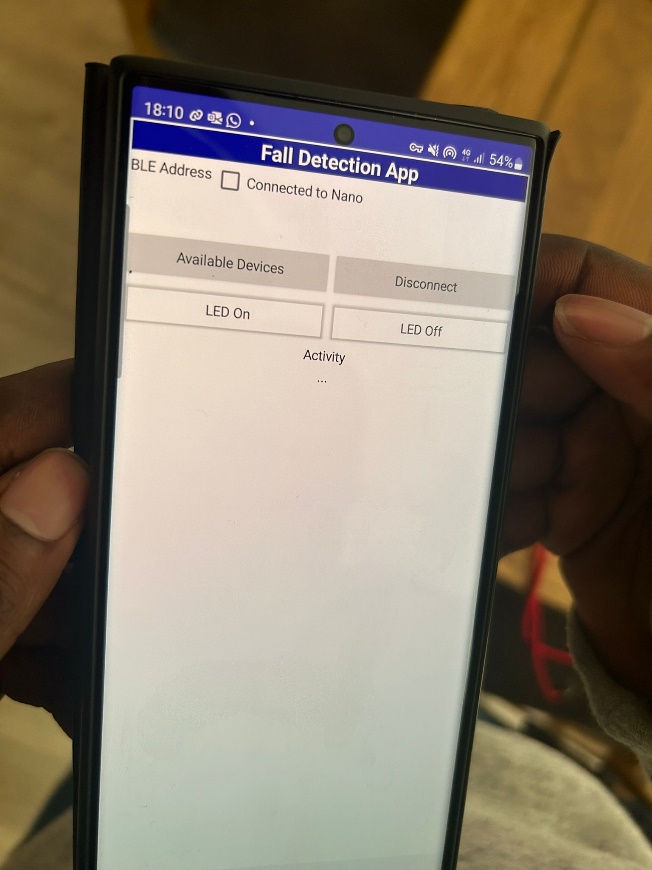 18:10 4G 54%
Fall Detection App
BLE Address Connected to Nano
Available Devices Disconnect
LED On LED Off
Activity
...